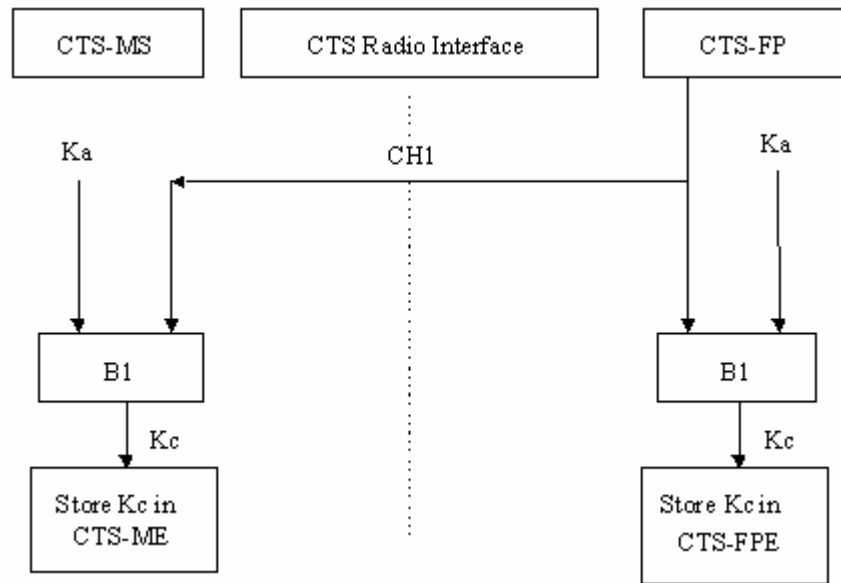 CTS-MS
CTS Radio Interface
CTS-FP
Ka
CH1
Ka
B1
B1
Kc
Kc
Store Kc in
CTS-ME
Store Kc in
CTS-FPE